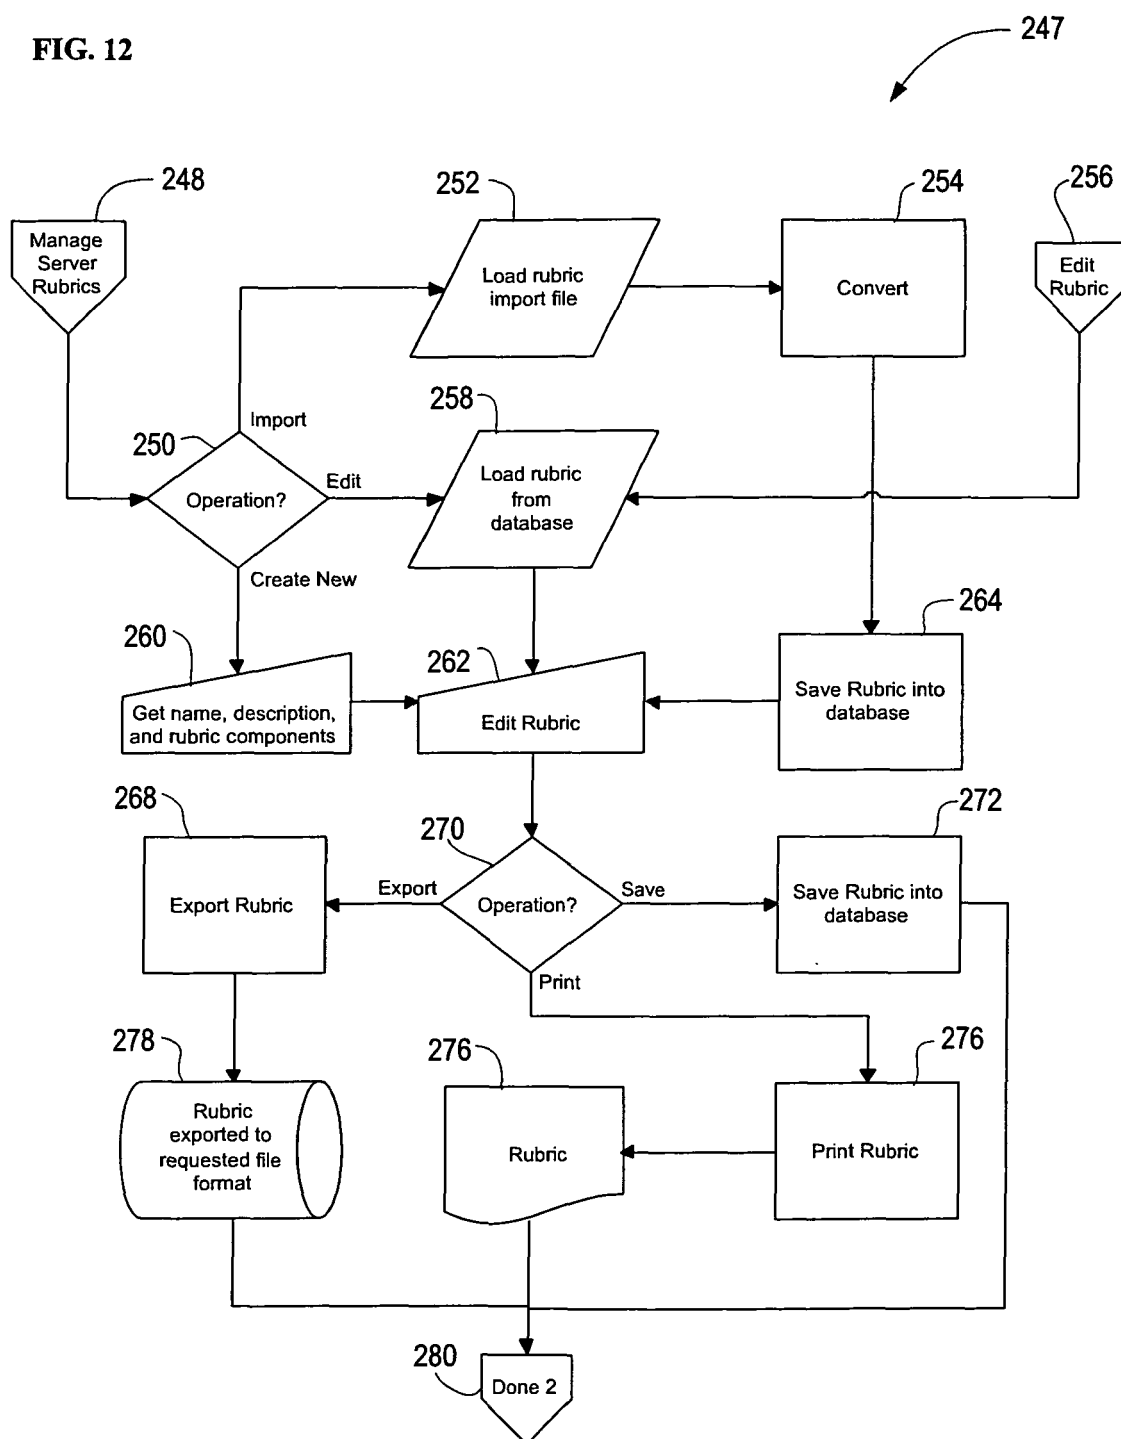 FIG. 12
247
248
252
254
256
Manage
Server
Rubrics
Load rubric
import file
Convert
Edit
Rubric
Import
250
258
Operation?
Edit
Load rubric
from
database
Create New
260
262
264
Get name, description,
and rubric components
Edit Rubric
Save Rubric into
database
268
270
272
Export Rubric
Export
Operation?
Save
Save Rubric into
database
Print
278
276
276
Rubric
exported to
requested file
format
Rubric
Print Rubric
280
Done 2